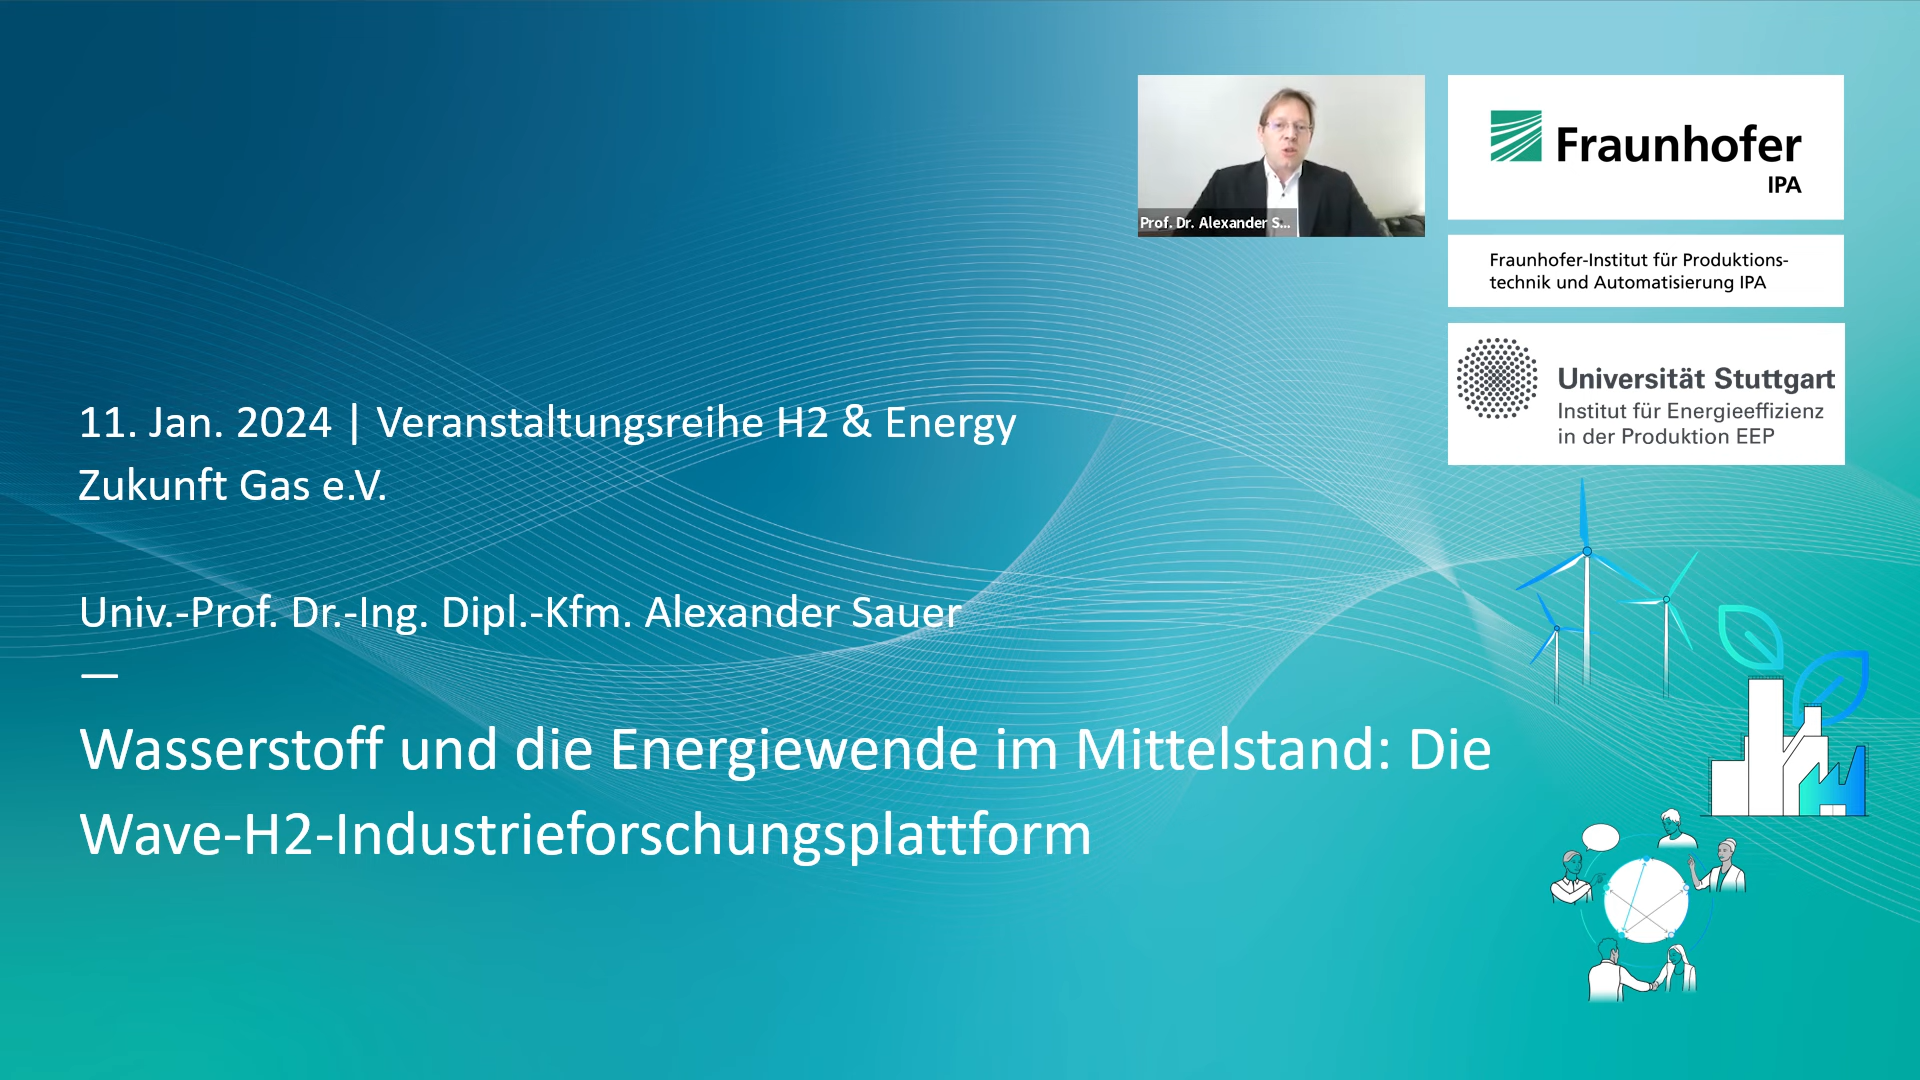 Prof. Dr. Alexander S...
Fraunhofer
IPA
Fraunhofer-Institut für Produktions-
technik und Automatisierung IPA
Universität Stuttgart
Institut für Energieeffizienz
in der Produktion EEP
11. Jan. 2024 | Veranstaltungsreihe H2 & Energy
Zukunft Gas e.V.
Univ.-Prof. Dr.-Ing. Dipl.-Kfm. Alexander Sauer
—
Wasserstoff und die Energiewende im Mittelstand: Die
Wave-H2-Industrieforschungsplattform